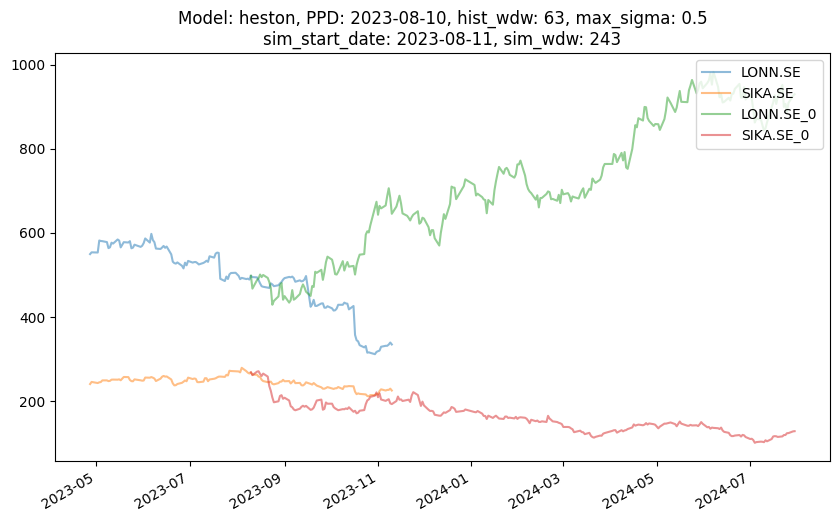 Model: heston, PPD: 2023-08-10, hist_wdw: 63, max_sigma: 0.5
sim_start_date: 2023-08-11, sim_wdw: 243
1000
800
600
400
200
LONN.SE
SIKA.SE
LONN.SE_0
SIKA.SE_0
2023-05
2023-07
2023-09
2023-11
2024-01
2024-03
2024-05
2024-07